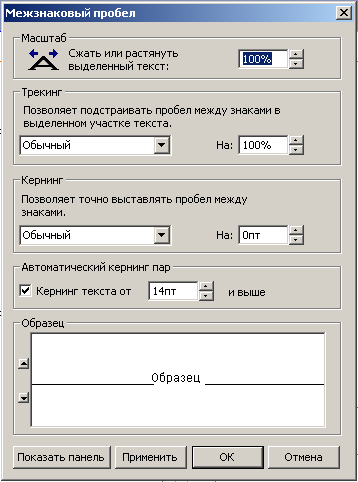 Межзнаковый пробел
Масштаб
Сжать или растянуть
выделенный текст:
100%
Трекинг
Позволяет подстраивать пробел между знаками в
выделенном участке текста.
Обычный На: 100%
Кернинг
Позволяет точно выставлять пробел между
знаками.
Обычный На: 0пт
Автоматический кернинг пар
Кернинг текста от 14пт и выше
Образец
Образец
Показать панель Применить ОК Отмена